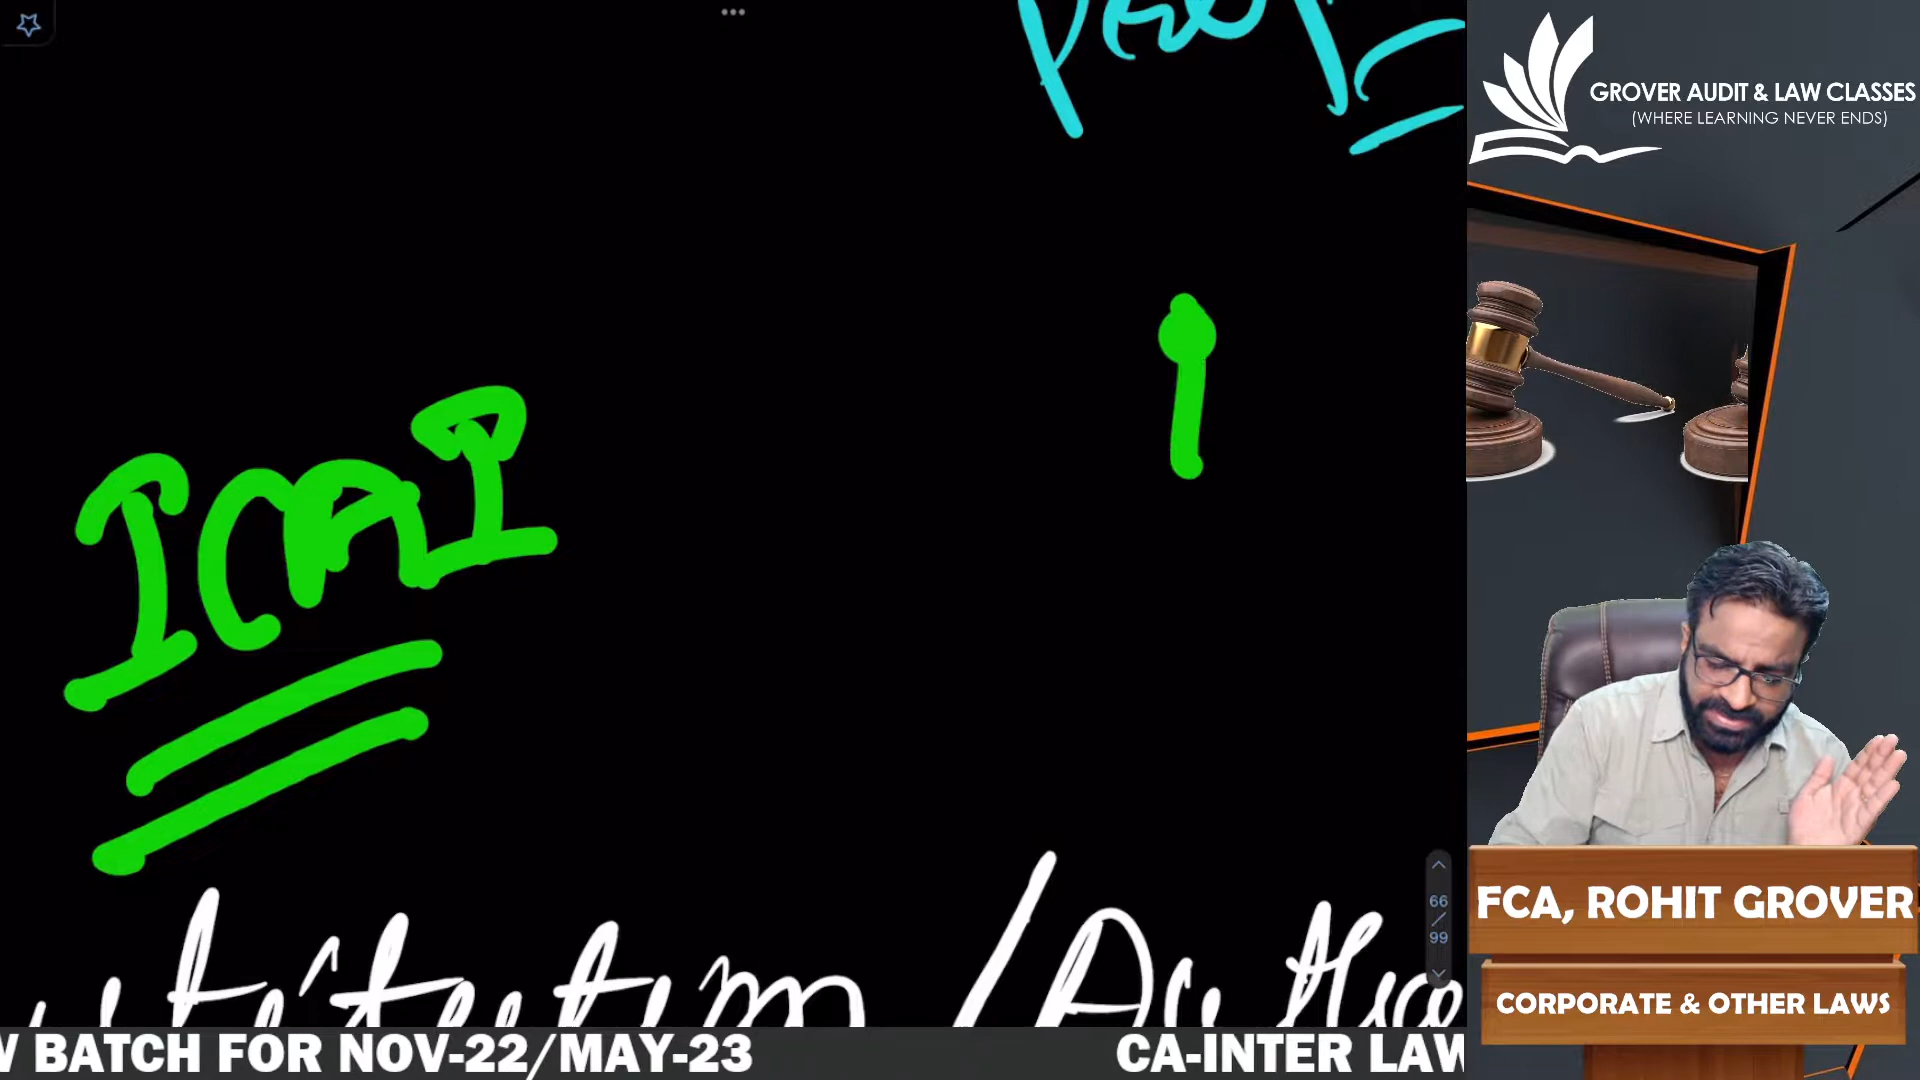 GROVER AUDIT & LAW CLASSES
(WHERE LEARNING NEVER ENDS)
ICAI
66
99
FCA, ROHIT GROVER
CORPORATE & OTHER LAWS
W BATCH FOR NOV-22/MAY-23 CA-INTER LAW